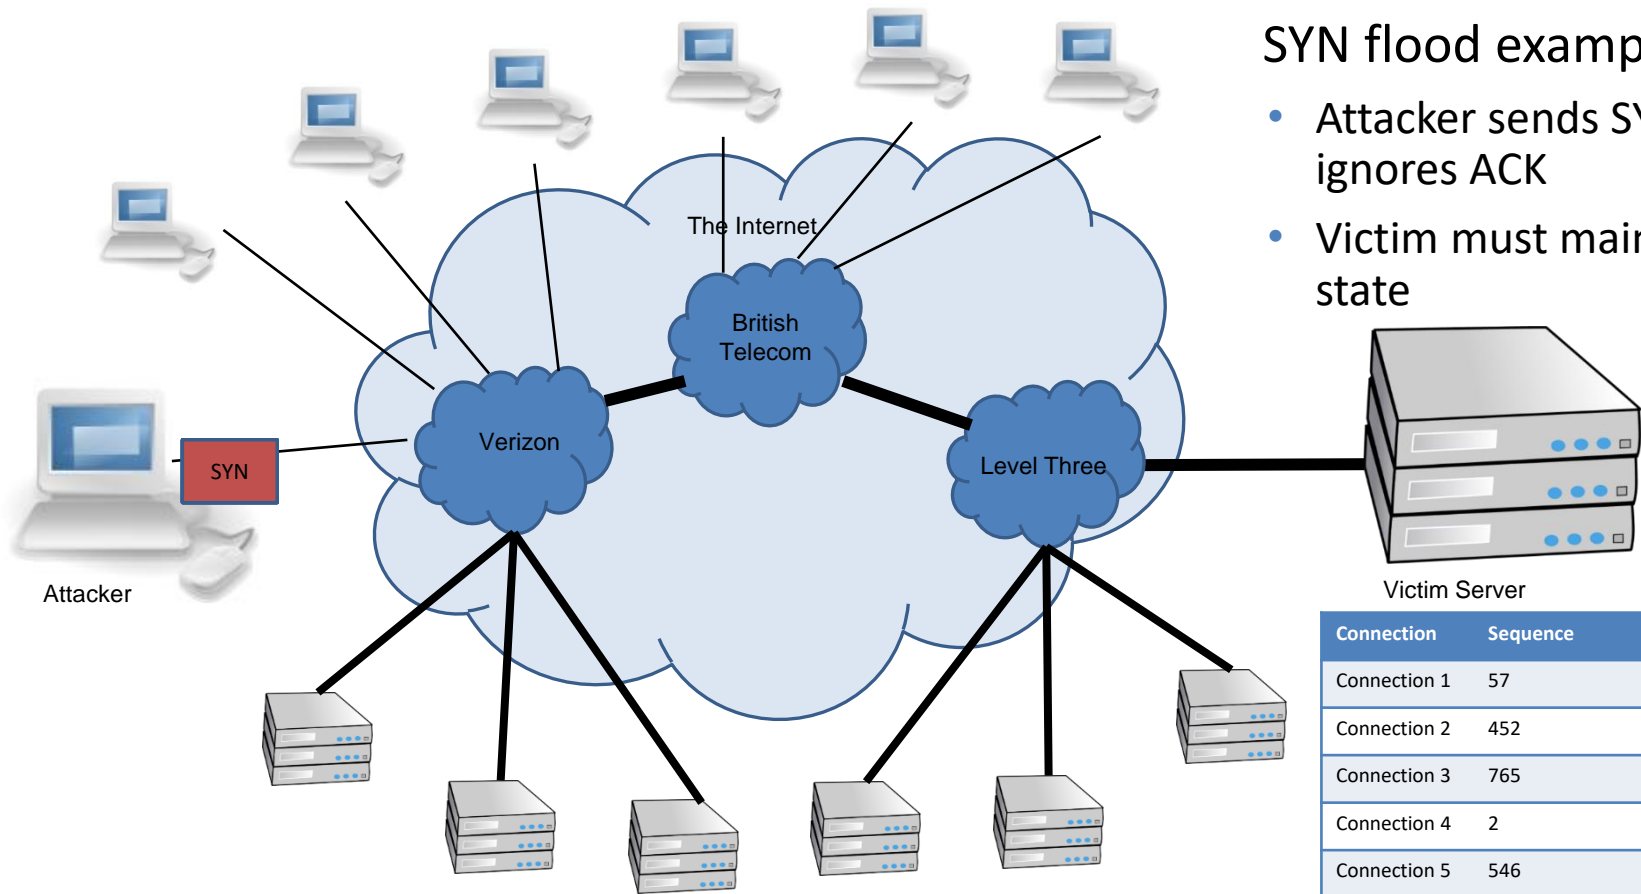 SYN flood examp
• Attacker sends SY
ignores ACK
• Victim must main
state
The Internet
British
Telecom
Verizon
Level Three
SYN
Attacker
Victim Server
Connection Sequence
Connection 1 57
Connection 2 452
Connection 3 765
Connection 4 2
Connection 5 546